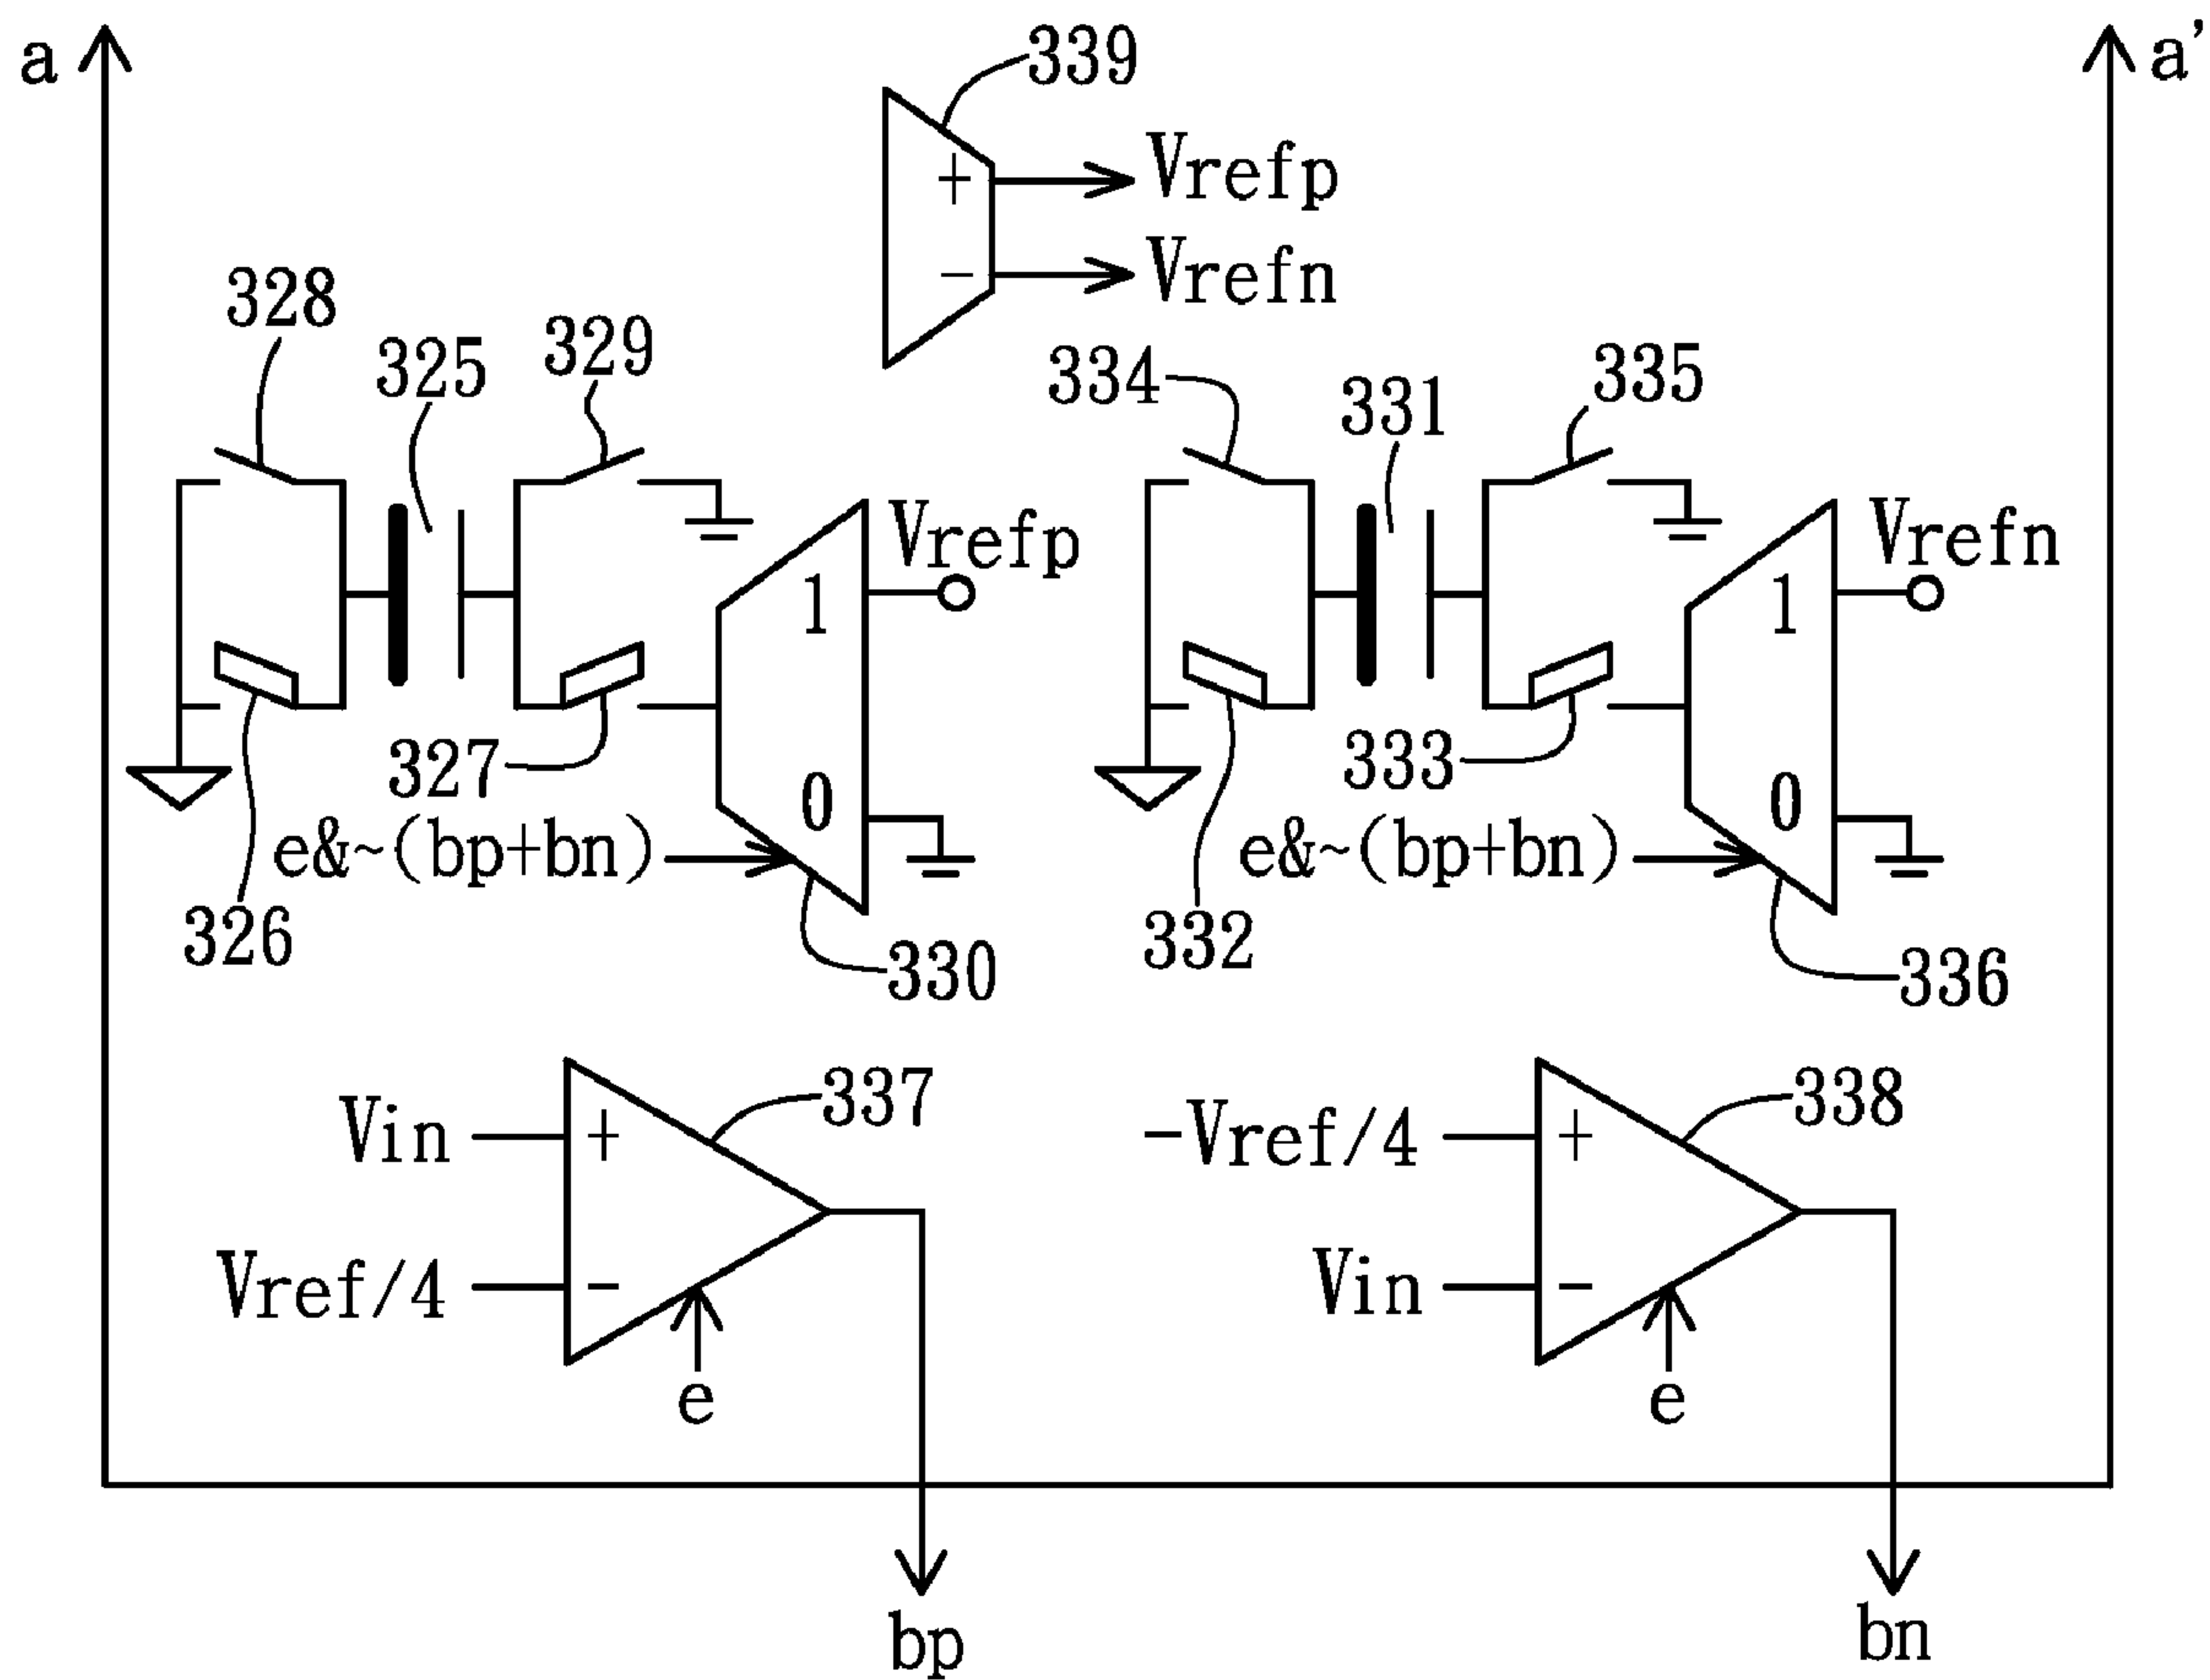 a
a'
339
+
Vrefp
-
Vrefn
328
325
329
334
331
335
Vrefp
1
Vrefn
1
327
0
333
0
e&~(bp+bn)
e&~(bp+bn)
326
330
332
336
337
Vin
+
338
-Vref/4
+
Vref/4
-
Vin
-
e
e
bp
bn